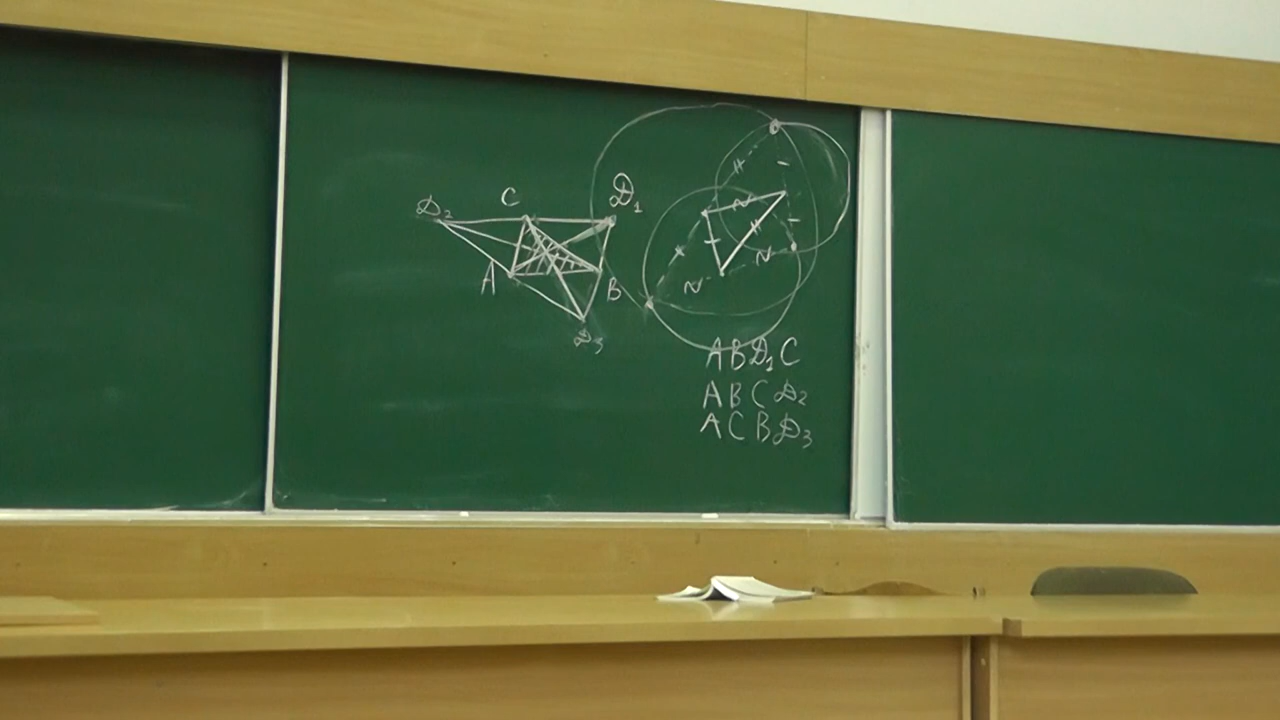 D₂ C D₁
A B
D₃
N
N N
ABD₁C
ABCD₂
ACBD₃